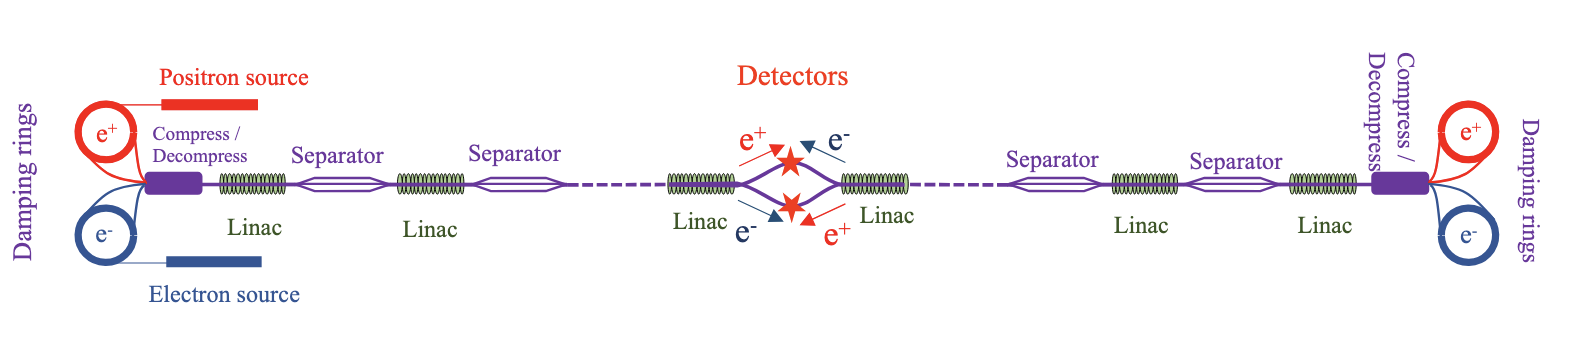 Positron source
Detectors
Damping rings
e+
Compress /
Decompress
Separator
Separator
e+
e-
Separator
Separator
Compress /
Decompress
e+
Damping rings
e-
Linac
Linac
Linac
e-
e+
Linac
Linac
Linac
e-
Electron source